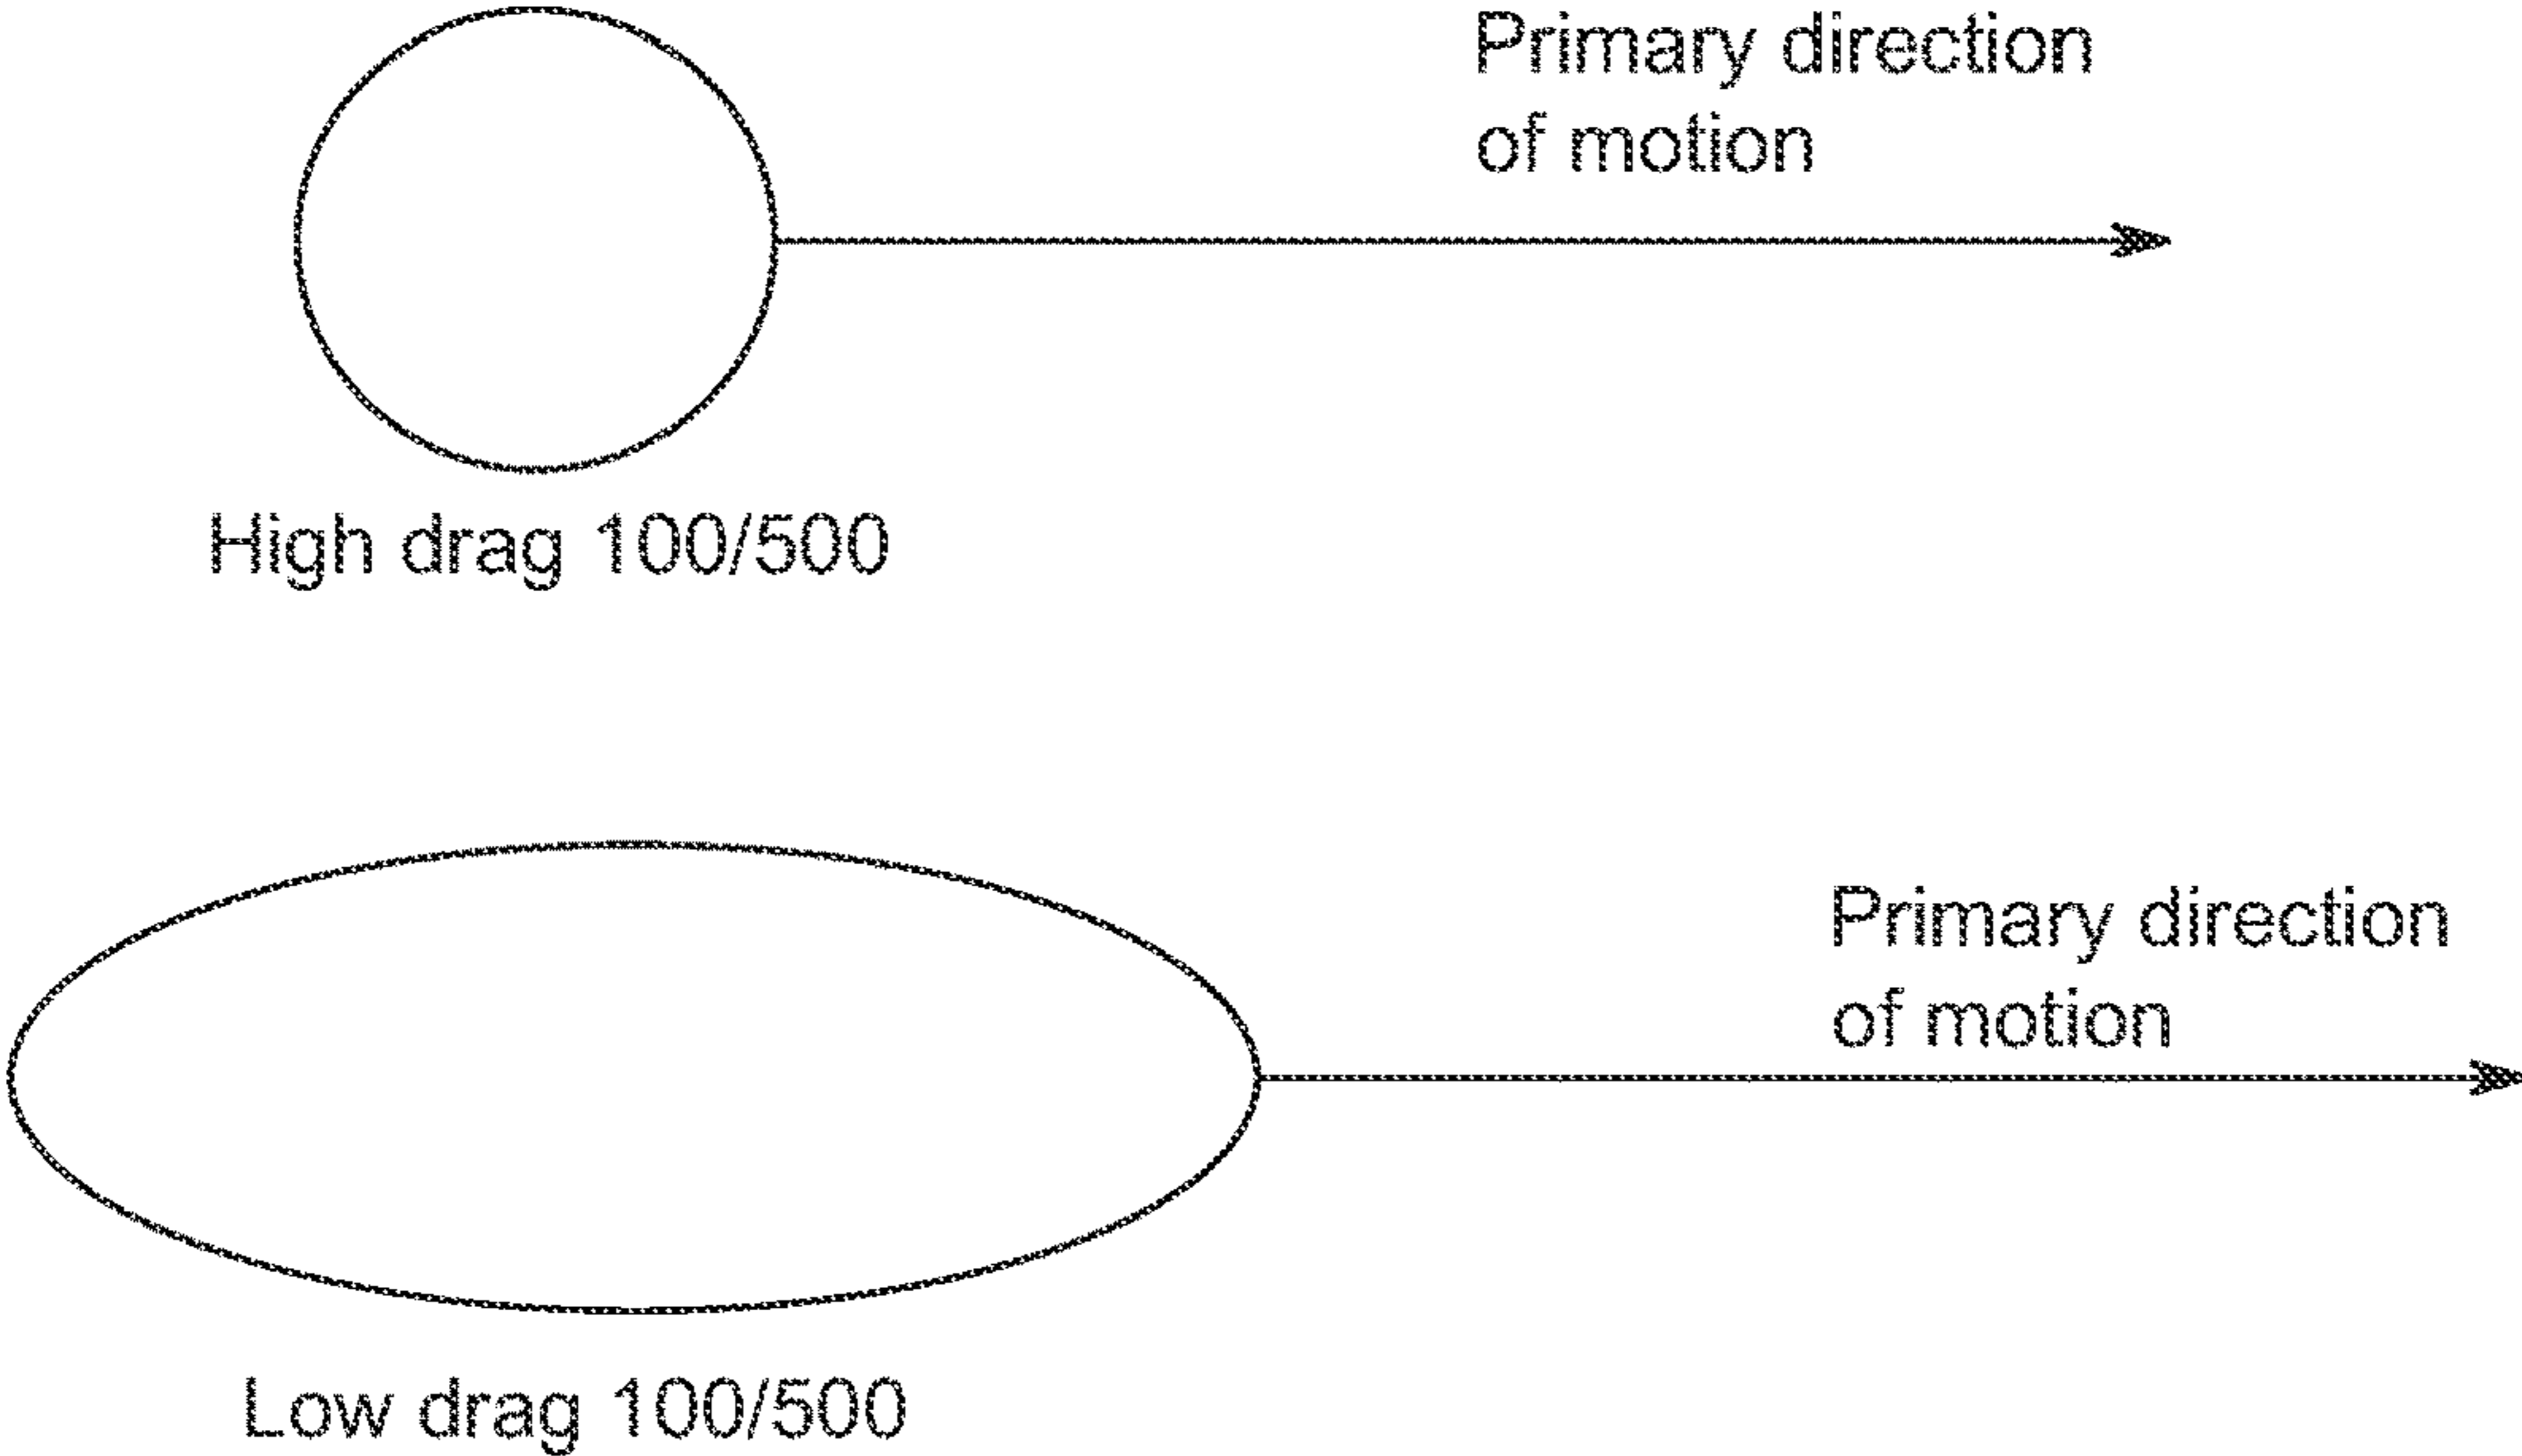 Primary direction
of motion
High drag 100/500
Primary direction
of motion
Low drag 100/500